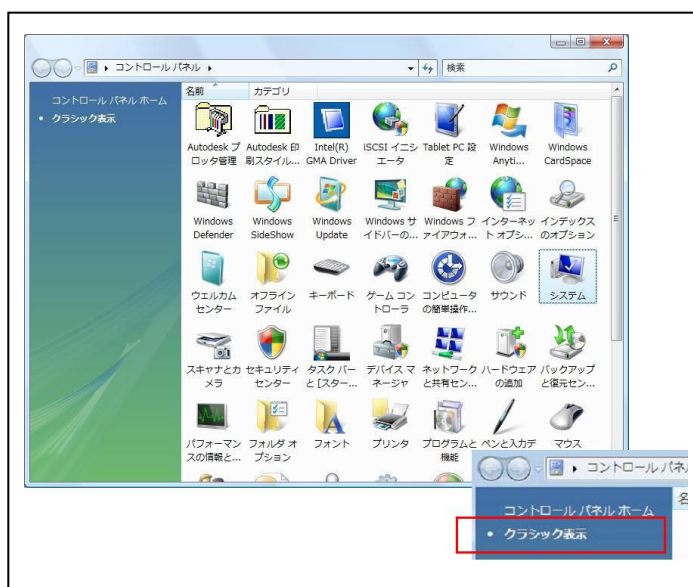 コントロール パネル
検索
コントロール パネル ホーム
クラシック表示
名前 カテゴリ
Autodesk プ Autodesk 印 Intel(R) iSCSI イニシ Tablet PC 設 Windows Windows
ロッタ管理 刷スタイル... GMA Driver エータ 定 Anyti... CardSpace
Windows Windows Windows Windows サ Windows フ インターネッ インデックス
Defender SideShow Update イドバーの... ァイアウォ... ト オプシ... のオプション
ウエルカム オフライン キーボード ゲーム コン コンピュータ サウンド システム
センター ファイル トローラ の簡単操作...
スキャナとカ セキュリティ タスク バー デバイス マ ネットワーク ハードウェア バックアップ
メラ センター と [スター... ネージャ と共有セン... の追加 と復元セン...
パフォーマン フォルダ オ フォント プリンタ プログラムと ペンと入力デ マウス
スの情報と... プション 機能
コントロール パネ
コントロール パネル ホーム
クラシック表示